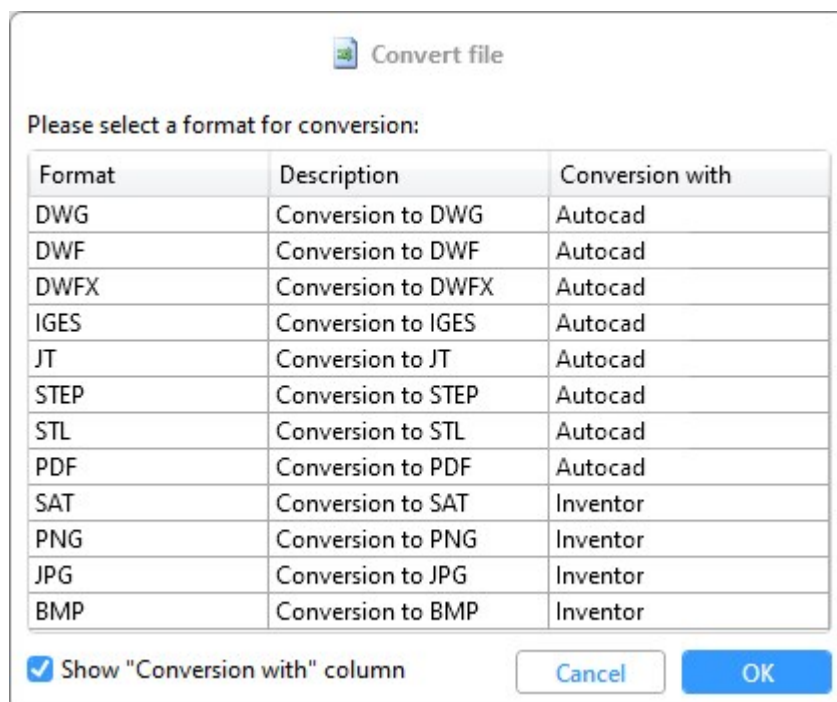 Convert file
Please select a format for conversion:
Format Description Conversion with
DWG Conversion to DWG Autocad
DWF Conversion to DWF Autocad
DWFX Conversion to DWFX Autocad
IGES Conversion to IGES Autocad
JT Conversion to JT Autocad
STEP Conversion to STEP Autocad
STL Conversion to STL Autocad
PDF Conversion to PDF Autocad
SAT Conversion to SAT Inventor
PNG Conversion to PNG Inventor
JPG Conversion to JPG Inventor
BMP Conversion to BMP Inventor
Show "Conversion with" column Cancel OK